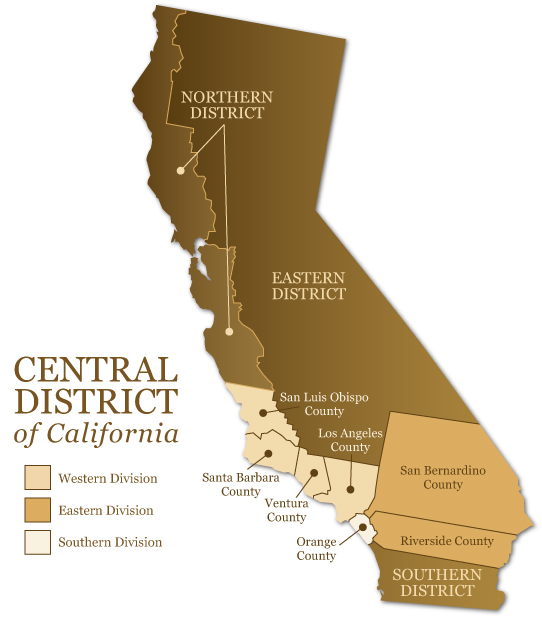 NORTHERN
DISTRICT
EASTERN
DISTRICT
CENTRAL
DISTRICT
of California
Western Division
Eastern Division
Southern Division
San Luis Obispo
County
Los Angeles
County
San Bernardino
County
Santa Barbara
County
Ventura
County
Orange
County
Riverside County
SOUTHERN
DISTRICT